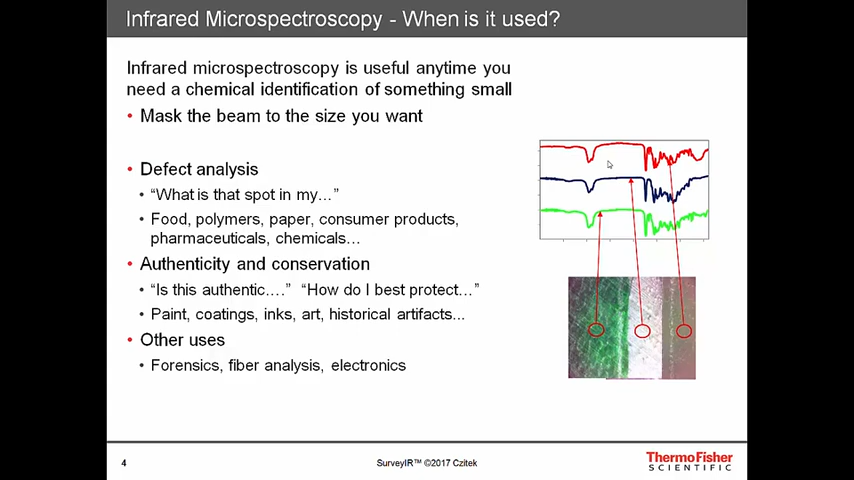 Infrared Microspectroscopy - When is it used?
Infrared microspectroscopy is useful anytime you
need a chemical identification of something small
• Mask the beam to the size you want
• Defect analysis
• “What is that spot in my…”
• Food, polymers, paper, consumer products,
pharmaceuticals, chemicals…
• Authenticity and conservation
• “Is this authentic….” “How do I best protect…”
• Paint, coatings, inks, art, historical artifacts...
• Other uses
• Forensics, fiber analysis, electronics
4
SurveyIR™ ©2017 Czitek
ThermoFisher
SCIENTIFIC